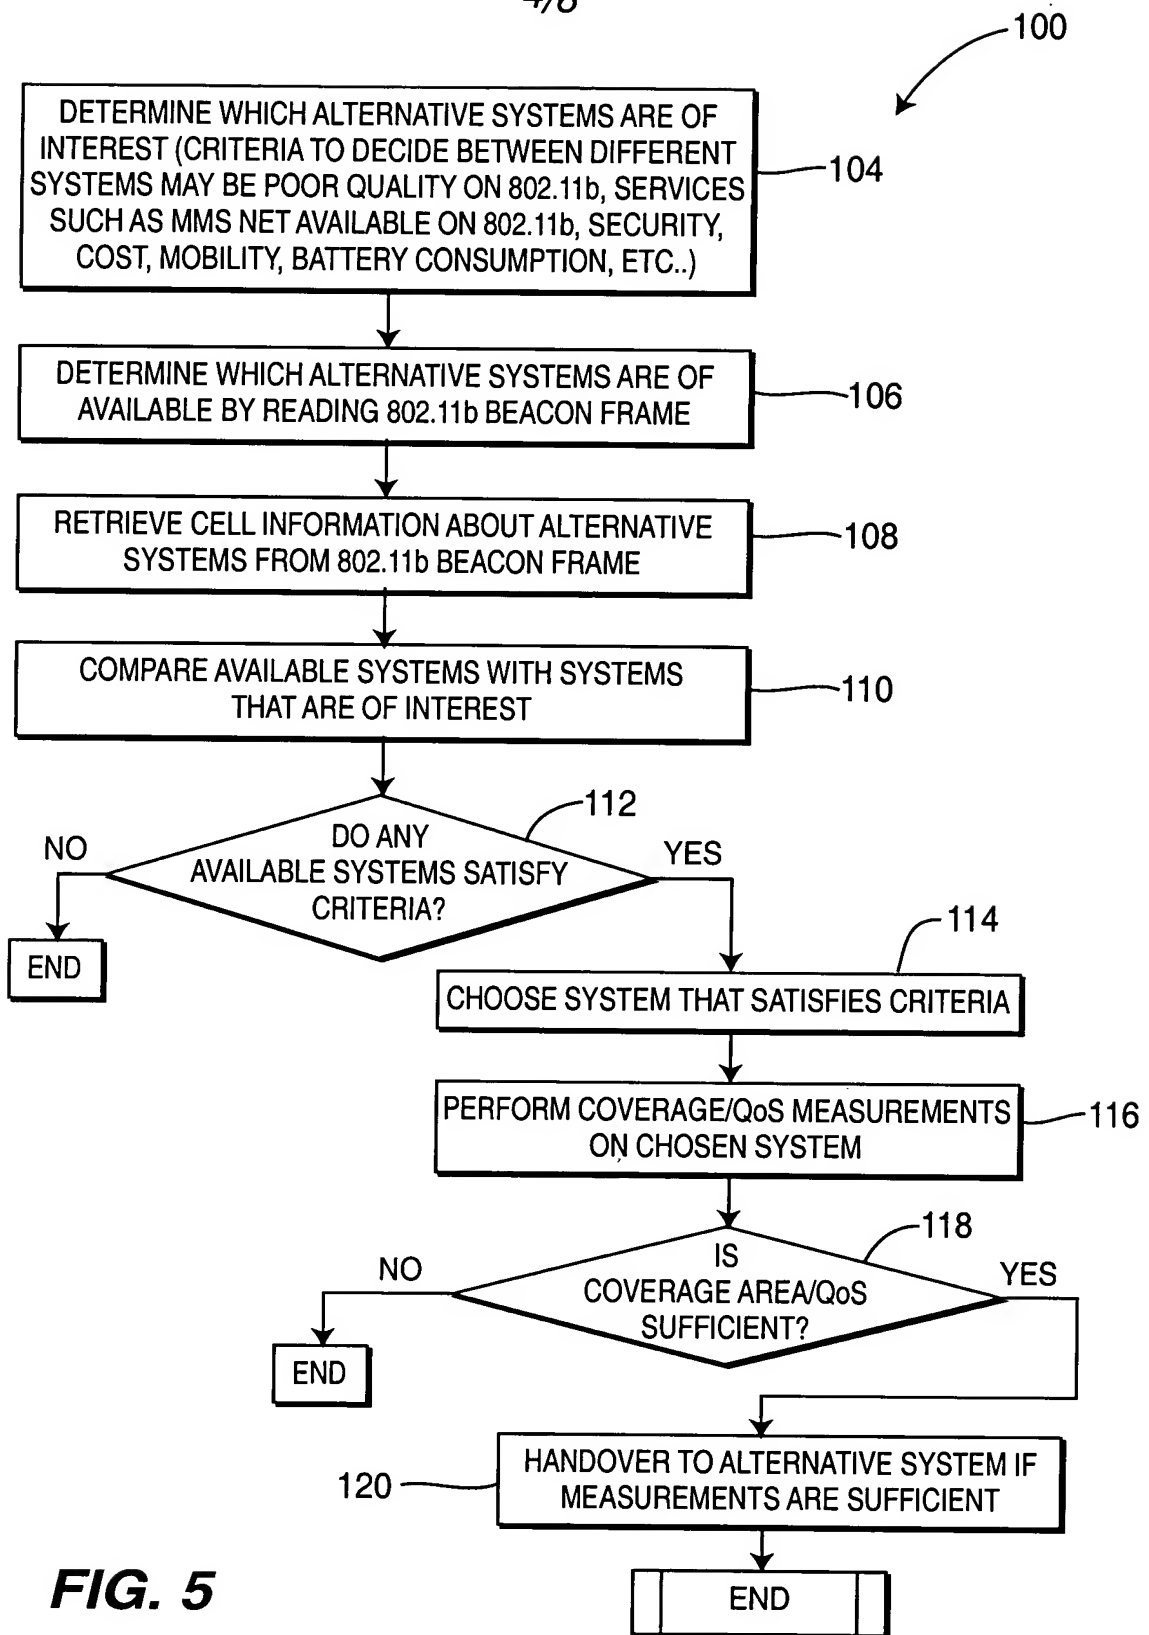 100
DETERMINE WHICH ALTERNATIVE SYSTEMS ARE OF
INTEREST (CRITERIA TO DECIDE BETWEEN DIFFERENT
SYSTEMS MAY BE POOR QUALITY ON 802.11b, SERVICES
SUCH AS MMS NET AVAILABLE ON 802.11b, SECURITY,
COST, MOBILITY, BATTERY CONSUMPTION, ETC..)
104
DETERMINE WHICH ALTERNATIVE SYSTEMS ARE OF
AVAILABLE BY READING 802.11b BEACON FRAME
106
RETRIEVE CELL INFORMATION ABOUT ALTERNATIVE
SYSTEMS FROM 802.11b BEACON FRAME
108
COMPARE AVAILABLE SYSTEMS WITH SYSTEMS
THAT ARE OF INTEREST
110
112
DO ANY
AVAILABLE SYSTEMS SATISFY
CRITERIA?
NO
YES
END
114
CHOOSE SYSTEM THAT SATISFIES CRITERIA
PERFORM COVERAGE/QoS MEASUREMENTS
ON CHOSEN SYSTEM
116
118
IS
COVERAGE AREA/QoS
SUFFICIENT?
NO
YES
END
HANDOVER TO ALTERNATIVE SYSTEM IF
MEASUREMENTS ARE SUFFICIENT
120
END
FIG. 5